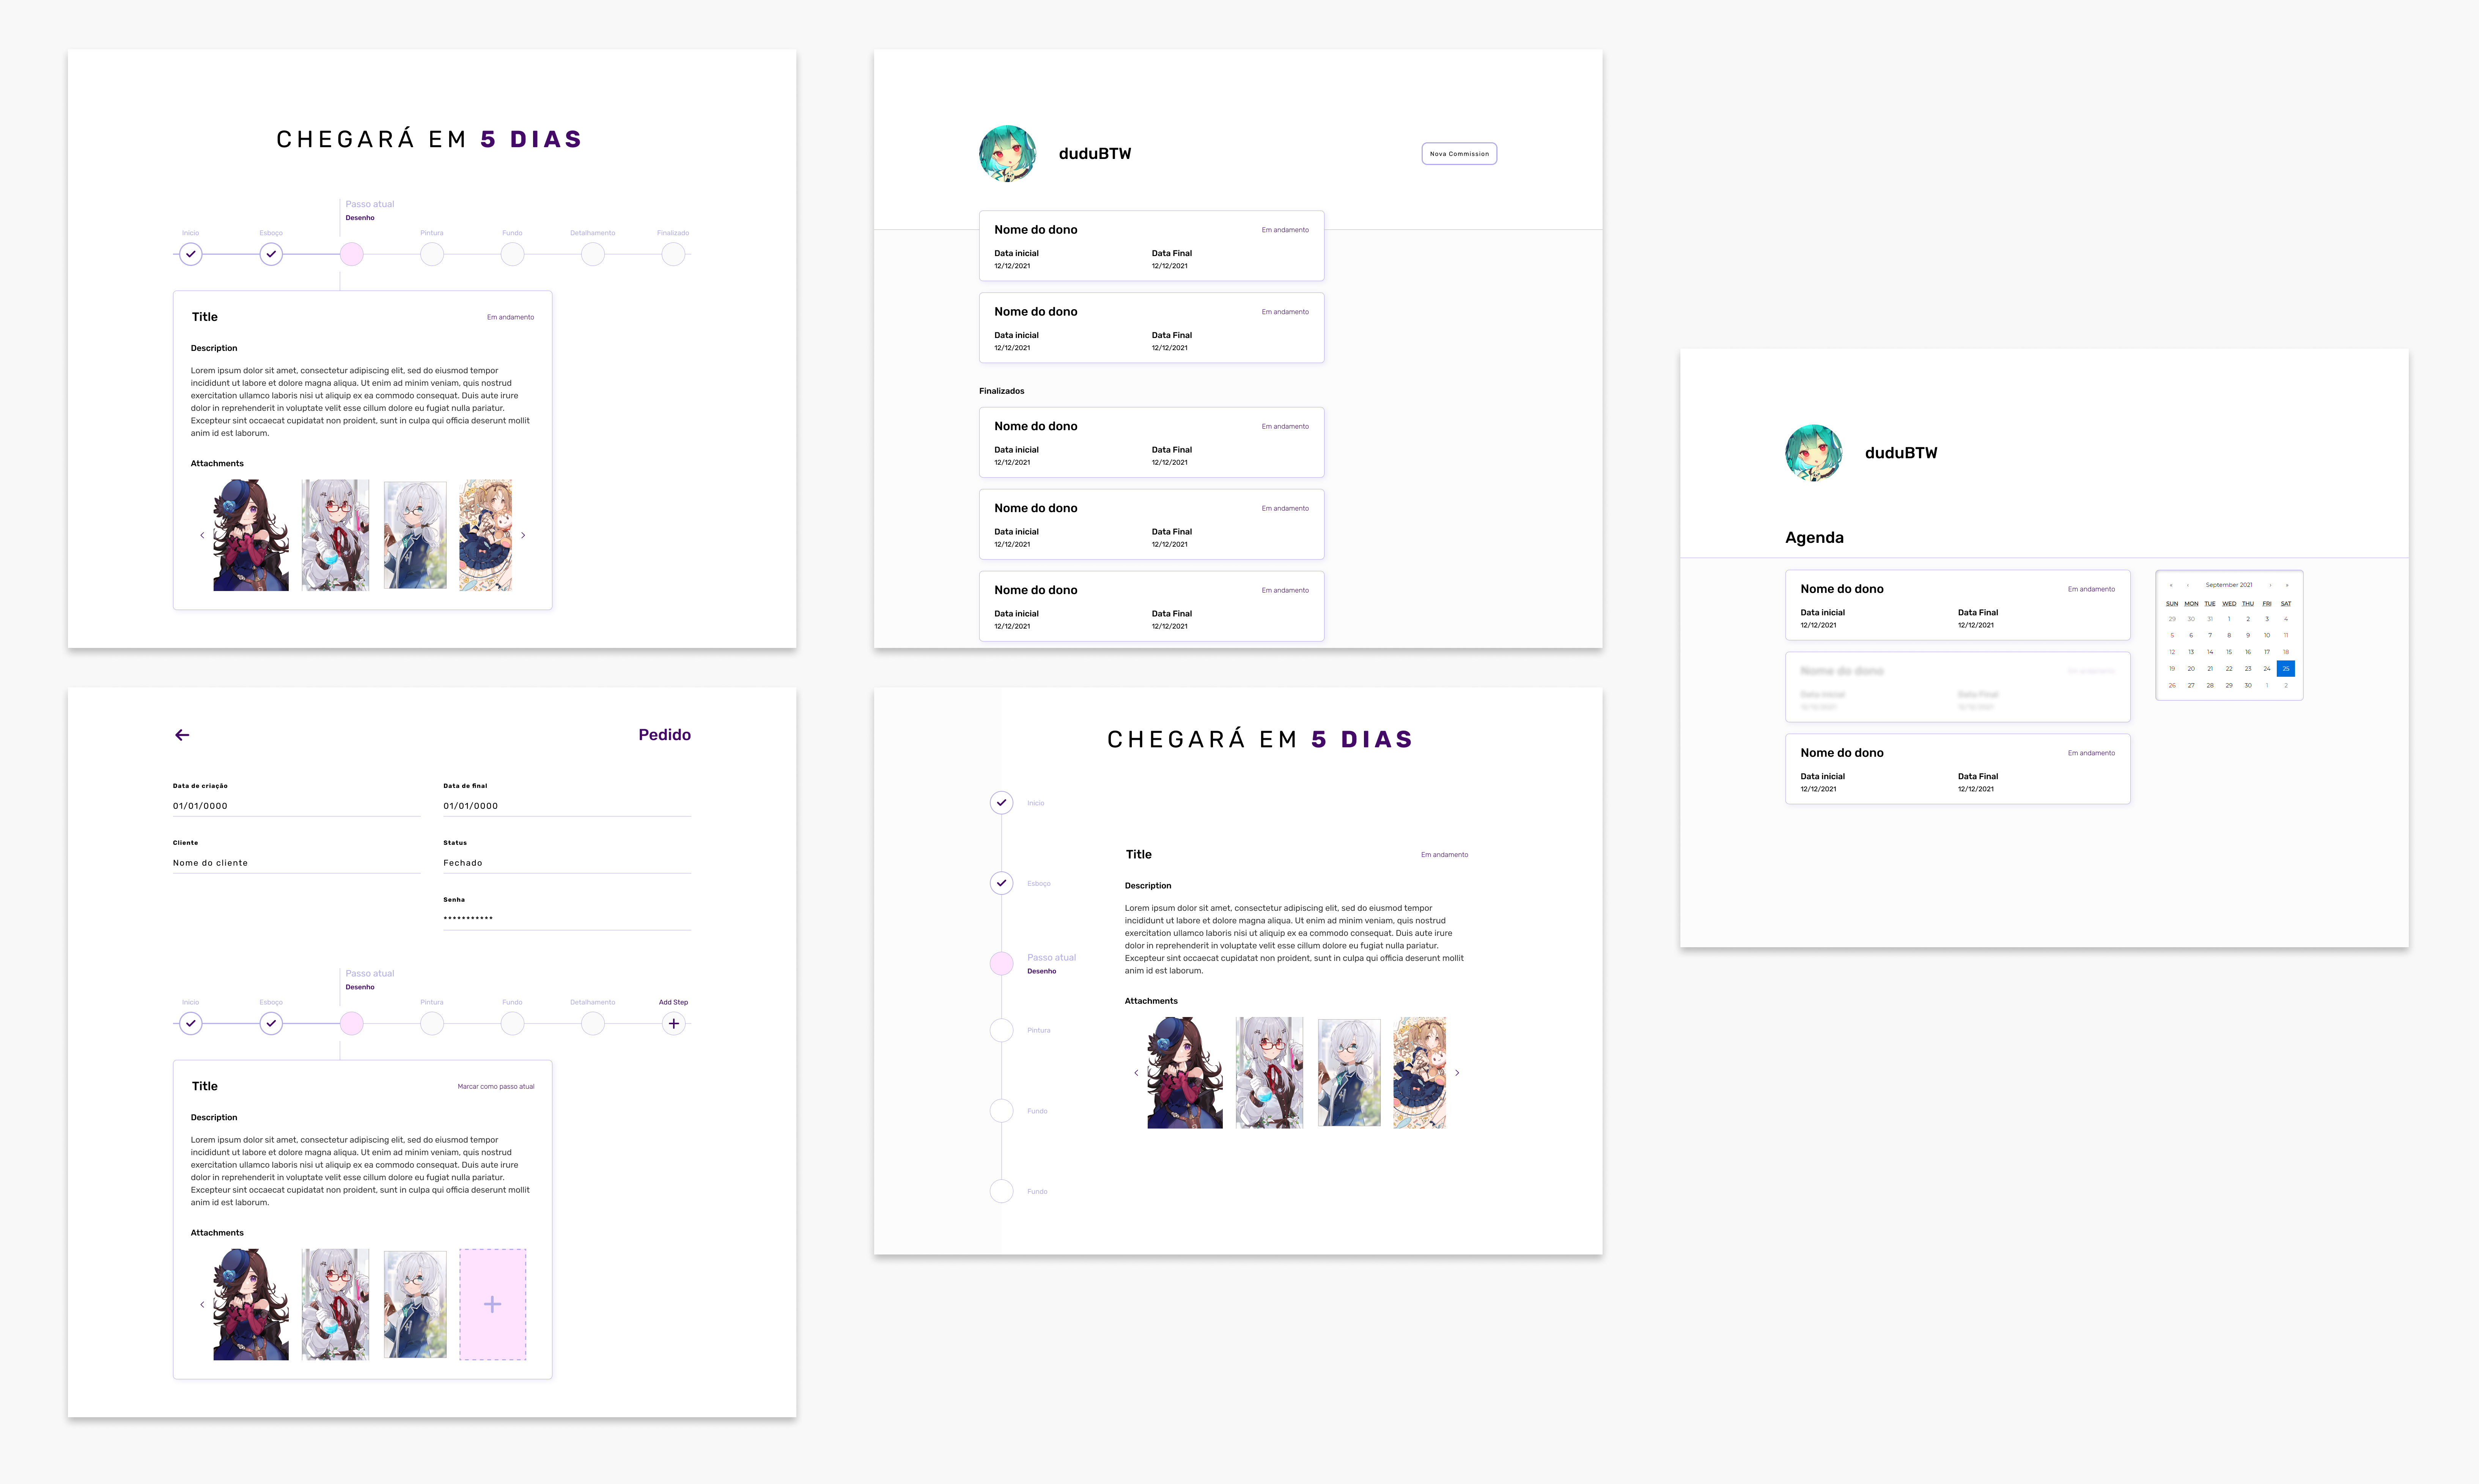 CHEGARÁ EM 5 DIAS
Passo atual
Desenho
Inicio
Esboço
Pintura
Fundo
Detalhamento
Finalizado
Title
Em andamento
Description
Lorem ipsum dolor sit amet, consectetur adipiscing elit, sed do eiusmod tempor
incididunt ut labore et dolore magna aliqua. Ut enim ad minim veniam, quis nostrud
exercitation ullamco laboris nisi ut aliquip ex ea commodo consequat. Duis aute irure
dolor in reprehenderit in voluptate velit esse cillum dolore eu fugiat nulla pariatur.
Excepteur sint occaecat cupidatat non proident, sunt in culpa qui officia deserunt mollit
anim id est laborum.
Attachments
duduBTW
Nova Commission
Nome do dono
Em andamento
Data inicial Data Final
12/12/2021 12/12/2021
Nome do dono
Em andamento
Data inicial Data Final
12/12/2021 12/12/2021
Finalizados
Nome do dono
Em andamento
Data inicial Data Final
12/12/2021 12/12/2021
Nome do dono
Em andamento
Data inicial Data Final
12/12/2021 12/12/2021
Nome do dono
Em andamento
Data inicial Data Final
12/12/2021 12/12/2021
duduBTW
Agenda
Nome do dono
Em andamento
Data inicial Data Final
12/12/2021 12/12/2021
Nome do dono
Data inicial Data Final
12/12/2021 12/12/2021
Nome do dono
Em andamento
Data inicial Data Final
12/12/2021 12/12/2021
« ‹ September 2021 › »
SUN MON TUE WED THU FRI SAT
29 30 31 1 2 3 4
5 6 7 8 9 10 11
12 13 14 15 16 17 18
19 20 21 22 23 24 25
26 27 28 29 30 1 2
Pedido
Data de criação
01/01/0000
Data de final
01/01/0000
Cliente
Nome do cliente
Status
Fechado
Senha
***********
Passo atual
Desenho
Inicio
Esboço
Pintura
Fundo
Detalhamento
Add Step
Title
Marcar como passo atual
Description
Lorem ipsum dolor sit amet, consectetur adipiscing elit, sed do eiusmod tempor
incididunt ut labore et dolore magna aliqua. Ut enim ad minim veniam, quis nostrud
exercitation ullamco laboris nisi ut aliquip ex ea commodo consequat. Duis aute irure
dolor in reprehenderit in voluptate velit esse cillum dolore eu fugiat nulla pariatur.
Excepteur sint occaecat cupidatat non proident, sunt in culpa qui officia deserunt mollit
anim id est laborum.
Attachments
CHEGARÁ EM 5 DIAS
Inicio
Esboço
Passo atual
Desenho
Pintura
Fundo
Fundo
Title
Em andamento
Description
Lorem ipsum dolor sit amet, consectetur adipiscing elit, sed do eiusmod tempor
incididunt ut labore et dolore magna aliqua. Ut enim ad minim veniam, quis nostrud
exercitation ullamco laboris nisi ut aliquip ex ea commodo consequat. Duis aute irure
dolor in reprehenderit in voluptate velit esse cillum dolore eu fugiat nulla pariatur.
Excepteur sint occaecat cupidatat non proident, sunt in culpa qui officia deserunt mollit
anim id est laborum.
Attachments